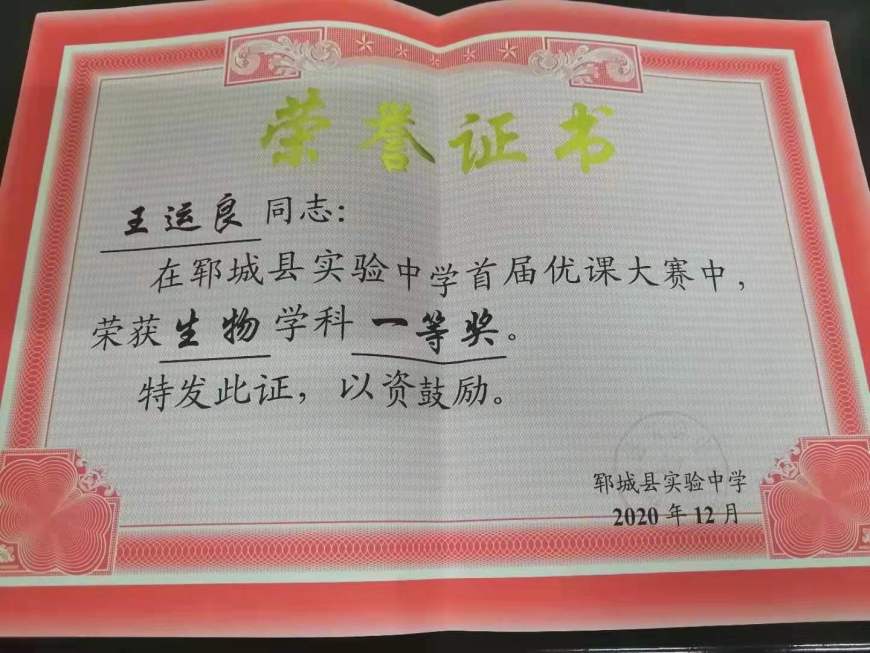 荣誉证书
王运良同志：
在郓城县实验中学首届优课大赛中，
荣获生物学科一等奖。
特发此证，以资鼓励。
郓城县实验中学
2020年12月